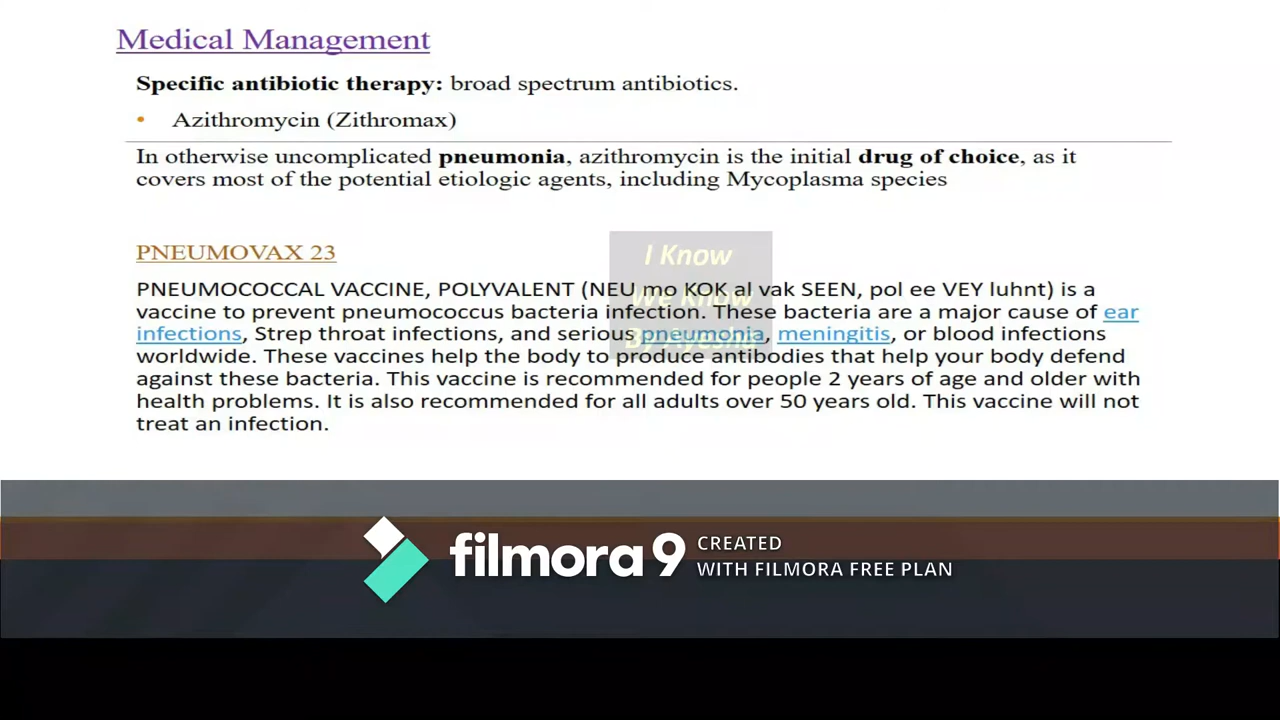 Medical Management
Specific antibiotic therapy: broad spectrum antibiotics.
• Azithromycin (Zithromax)
In otherwise uncomplicated pneumonia, azithromycin is the initial drug of choice, as it
covers most of the potential etiologic agents, including Mycoplasma species
PNEUMOVAX 23
I Know
We Know
By Ayesha
PNEUMOCOCCAL VACCINE, POLYVALENT (NEU mo KOK al vak SEEN, pol ee VEY luhnt) is a
vaccine to prevent pneumococcus bacteria infection. These bacteria are a major cause of ear
infections, Strep throat infections, and serious pneumonia, meningitis, or blood infections
worldwide. These vaccines help the body to produce antibodies that help your body defend
against these bacteria. This vaccine is recommended for people 2 years of age and older with
health problems. It is also recommended for all adults over 50 years old. This vaccine will not
treat an infection.
filmora 9 CREATED
WITH FILMORA FREE PLAN